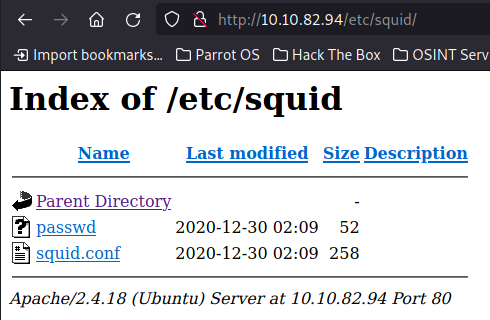 http://10.10.82.94/etc/squid/
Import bookmarks... Parrot OS Hack The Box OSINT Serv
Index of /etc/squid
Name Last modified Size Description
Parent Directory -
passwd 2020-12-30 02:09 52
squid.conf 2020-12-30 02:09 258
Apache/2.4.18 (Ubuntu) Server at 10.10.82.94 Port 80